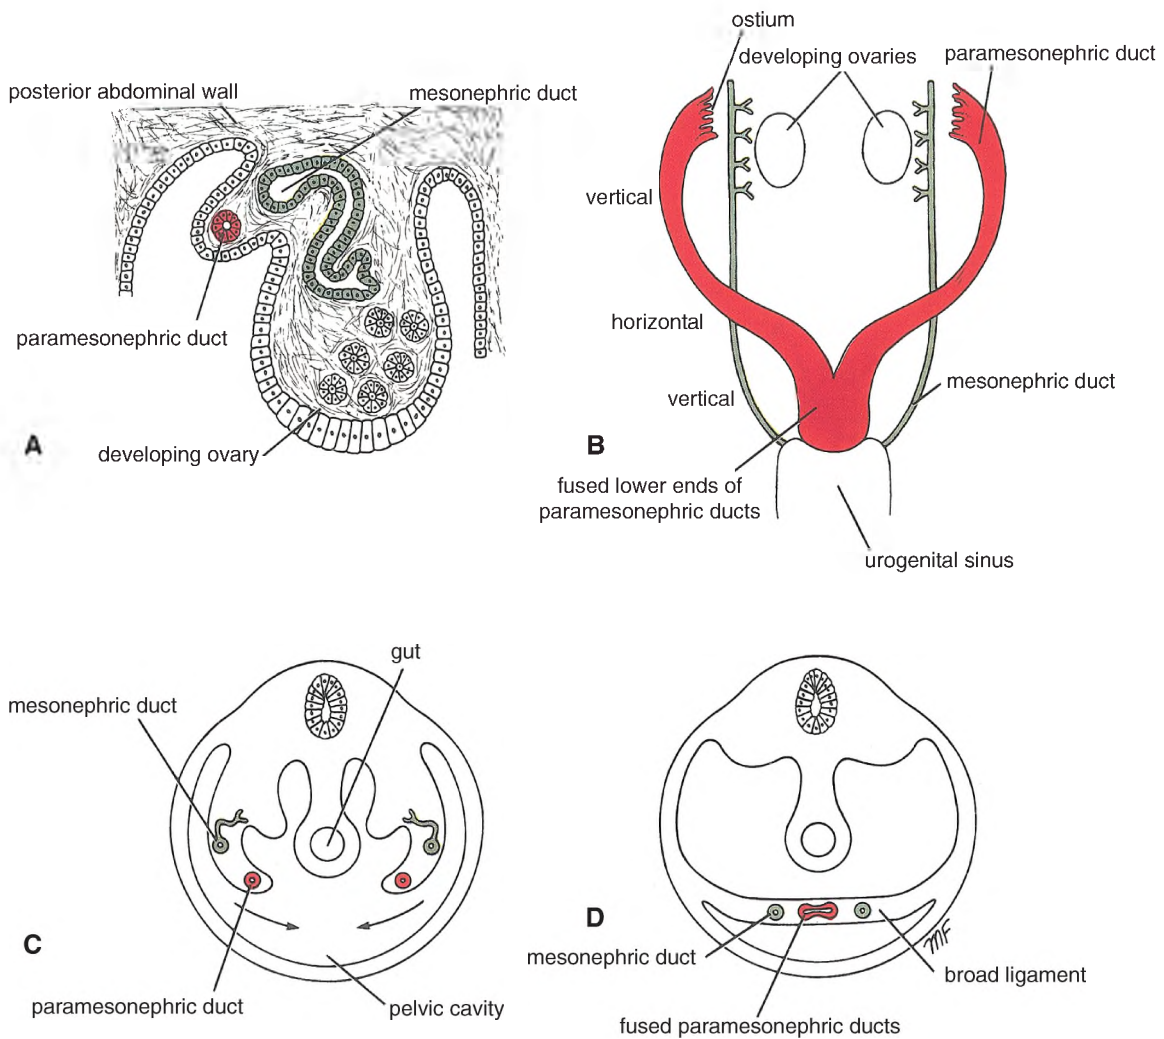 posterior abdominal wall
mesonephric duct
paramesonephric duct
developing ovary
A
ostium
developing ovaries
paramesonephric duct
vertical
horizontal
vertical
mesonephric duct
B
fused lower ends of
paramesonephric ducts
urogenital sinus
gut
mesonephric duct
C
paramesonephric duct
pelvic cavity
D
MF
mesonephric duct
broad ligament
fused paramesonephric ducts